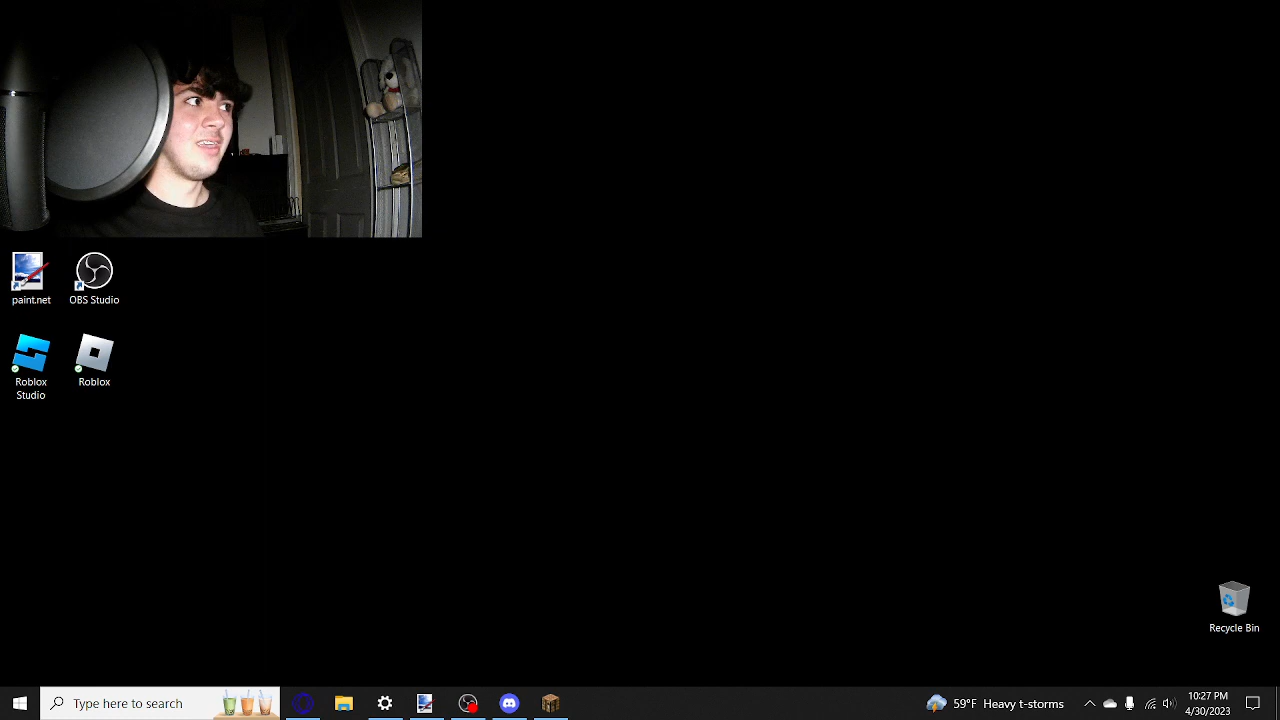 paint.net
OBS Studio
Roblox
Studio
Roblox
Recycle Bin
Type here to search
59°F Heavy t-storms
10:27 PM
4/30/2023